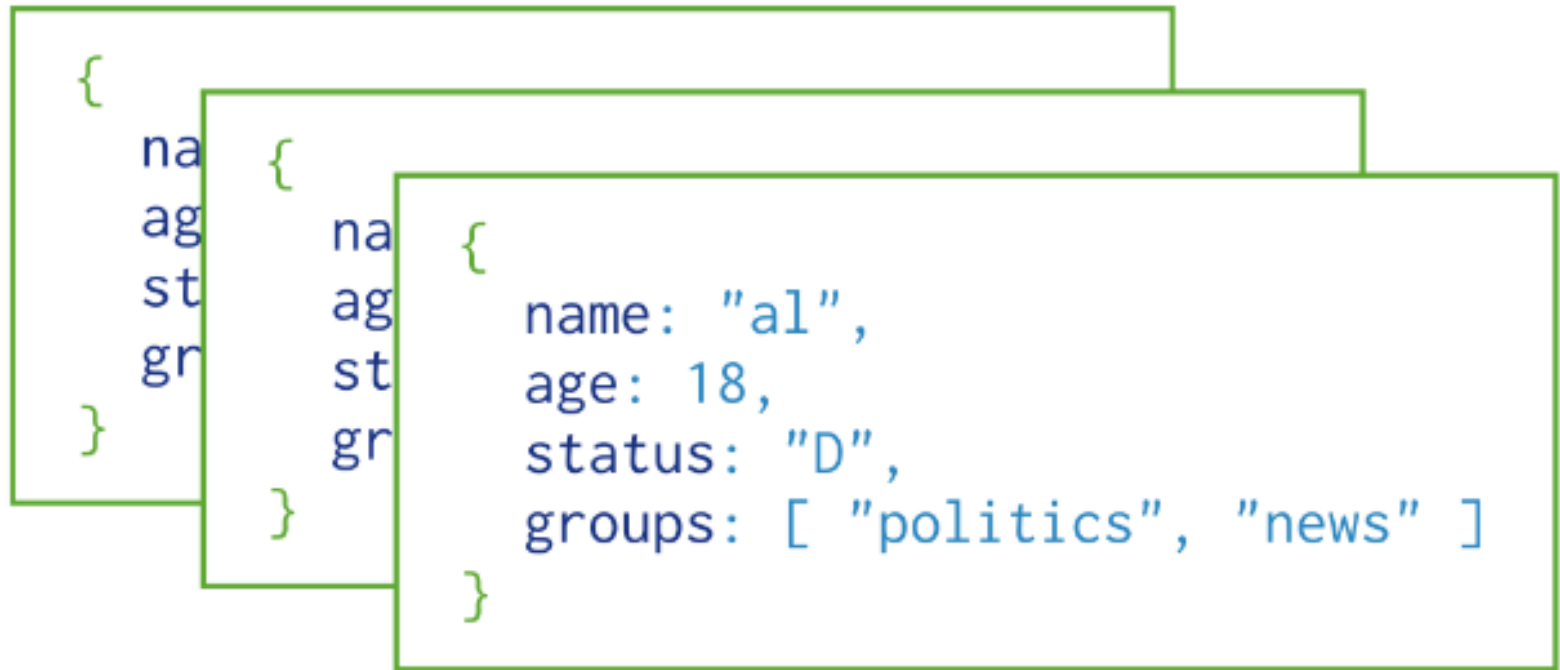 {
na
ag
st
gr
}
{
na
ag
st
gr
}
{
name: "al",
age: 18,
status: "D",
groups: [ "politics", "news" ]
}